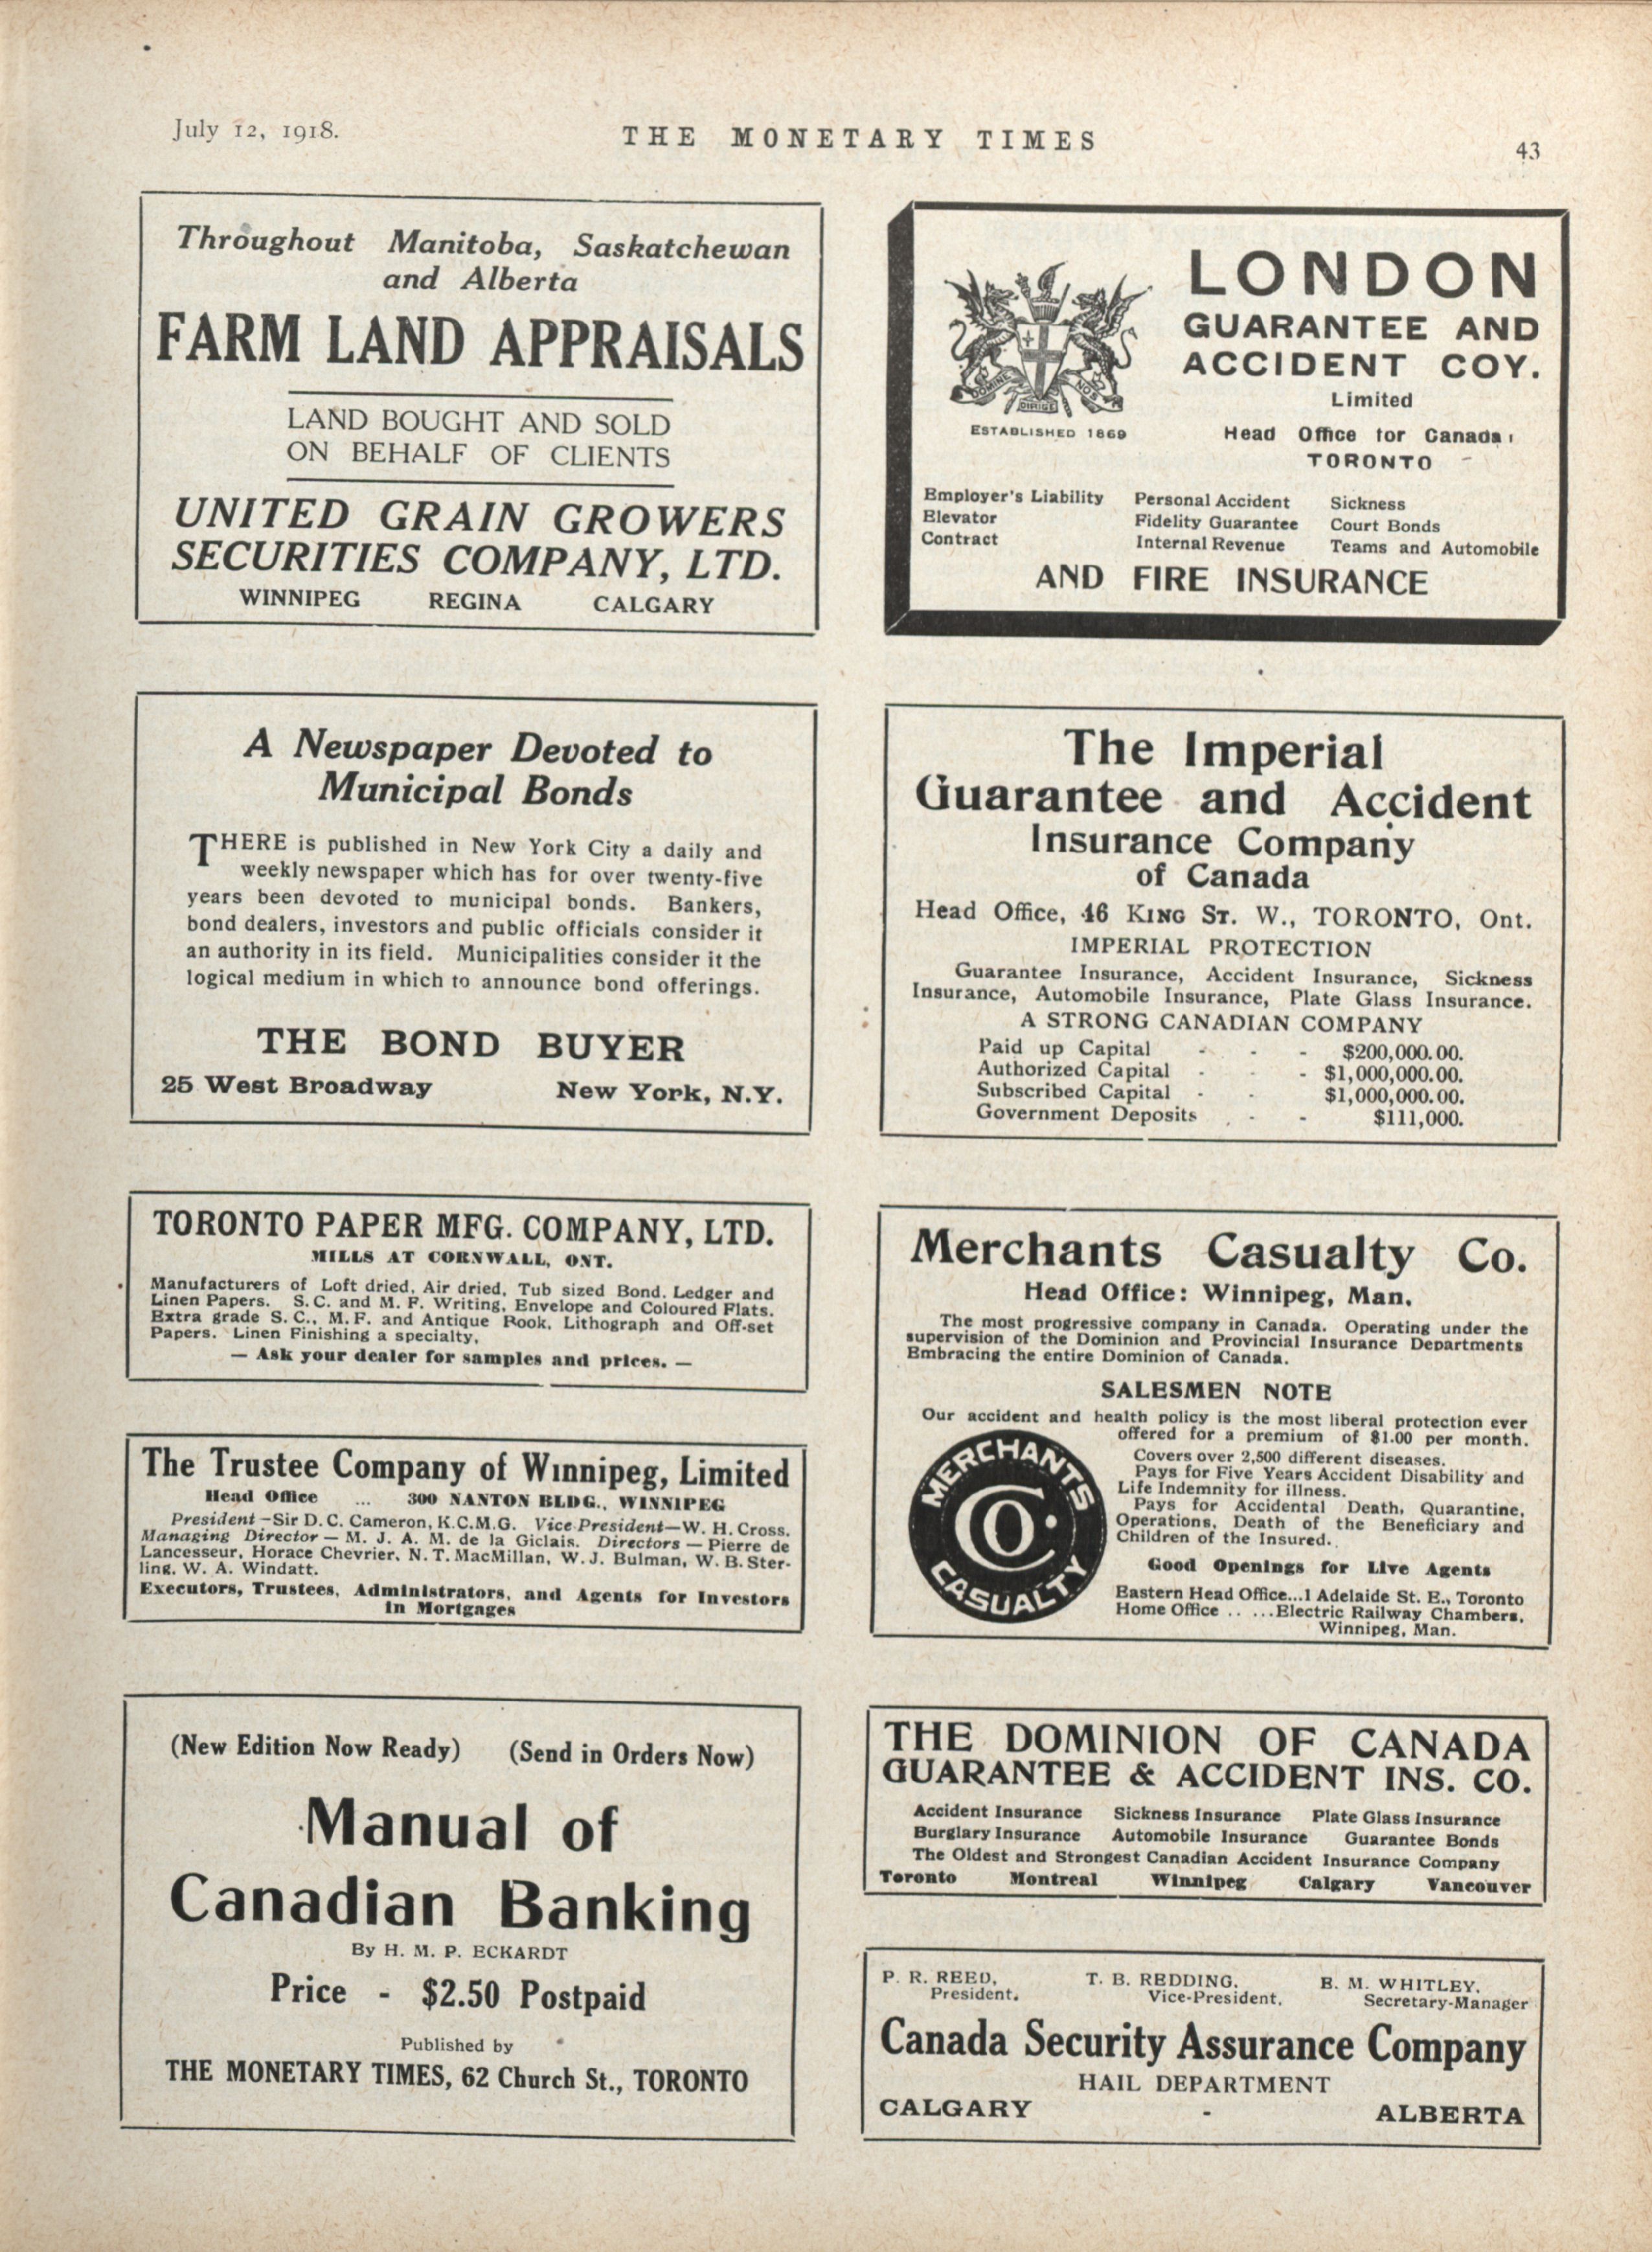 July 12, 1918.
THE MONETARY TIMES
43
Throughout Manitoba, Saskatchewan
and Alberta
FARM LAND APPRAISALS
LAND BOUGHT AND SOLD
ON BEHALF OF CLIENTS
UNITED GRAIN GROWERS
SECURITIES COMPANY, LTD.
WINNIPEG REGINA CALGARY
A Newspaper Devoted to
Municipal Bonds
THERE is published in New York City a daily and
weekly newspaper which has for over twenty-five
years been devoted to municipal bonds. Bankers,
bond dealers, investors and public officials consider it
an authority in its field. Municipalities consider it the
logical medium in which to announce bond offerings.
THE BOND BUYER
25 West Broadway New York, N.Y.
TORONTO PAPER MFG. COMPANY, LTD.
MILLS AT CORNWALL, ONT.
Manufacturers of Loft dried, Air dried, Tub sized Bond, Ledger and
Linen Papers. S. C. and M. F. Writing, Envelope and Coloured Flats.
Extra grade S. C., M. F. and Antique Book, Lithograph and Off-set
Papers. Linen Finishing a specialty.
— Ask your dealer for samples and prices. —
The Trustee Company of Winnipeg, Limited
Head Office ... 300 NANTON BLDG., WINNIPEG
President—Sir D. C. Cameron, K.C.M.G. Vice-President—W. H. Cross.
Managing Director — M. J. A. M. de la Giclais. Directors — Pierre de
Lancesseur, Horace Chevrier, N. T. MacMillan, W. J. Bulman, W. B. Ster-
ling. W. A. Windatt.
Executors, Trustees, Administrators, and Agents for Investors
in Mortgages
(New Edition Now Ready) (Send in Orders Now)
Manual of
Canadian Banking
By H. M. P. ECKARDT
Price - $2.50 Postpaid
Published by
THE MONETARY TIMES, 62 Church St., TORONTO
LONDON
GUARANTEE AND
ACCIDENT COY.
Limited
DOMINE DIRIGE NOS
ESTABLISHED 1869
Head Office for Canada:
TORONTO
Employer's Liability Personal Accident Sickness
Elevator Fidelity Guarantee Court Bonds
Contract Internal Revenue Teams and Automobile
AND FIRE INSURANCE
The Imperial
Guarantee and Accident
Insurance Company
of Canada
Head Office, 46 KING ST. W., TORONTO, Ont.
IMPERIAL PROTECTION
Guarantee Insurance, Accident Insurance, Sickness
Insurance, Automobile Insurance, Plate Glass Insurance.
A STRONG CANADIAN COMPANY
Paid up Capital - - - $200,000.00.
Authorized Capital - - - $1,000,000.00.
Subscribed Capital - - $1,000,000.00.
Government Deposits - - $111,000.
Merchants Casualty Co.
Head Office: Winnipeg, Man.
The most progressive company in Canada. Operating under the
supervision of the Dominion and Provincial Insurance Departments
Embracing the entire Dominion of Canada.
SALESMEN NOTE
Our accident and health policy is the most liberal protection ever
offered for a premium of $1.00 per month.
Covers over 2,500 different diseases.
Pays for Five Years Accident Disability and
Life Indemnity for illness.
Pays for Accidental Death, Quarantine,
Operations, Death of the Beneficiary and
Children of the Insured.
Good Openings for Live Agents
Eastern Head Office...1 Adelaide St. E., Toronto
Home Office .. ...Electric Railway Chambers,
Winnipeg, Man.
MERCHANTS CASUALTY Co.
THE DOMINION OF CANADA
GUARANTEE & ACCIDENT INS. CO.
Accident Insurance Sickness Insurance Plate Glass Insurance
Burglary Insurance Automobile Insurance Guarantee Bonds
The Oldest and Strongest Canadian Accident Insurance Company
Toronto Montreal Winnipeg Calgary Vancouver
P. R. REED, T. B. REDDING, B. M. WHITLEY,
President. Vice-President. Secretary-Manager
Canada Security Assurance Company
HAIL DEPARTMENT
CALGARY - ALBERTA